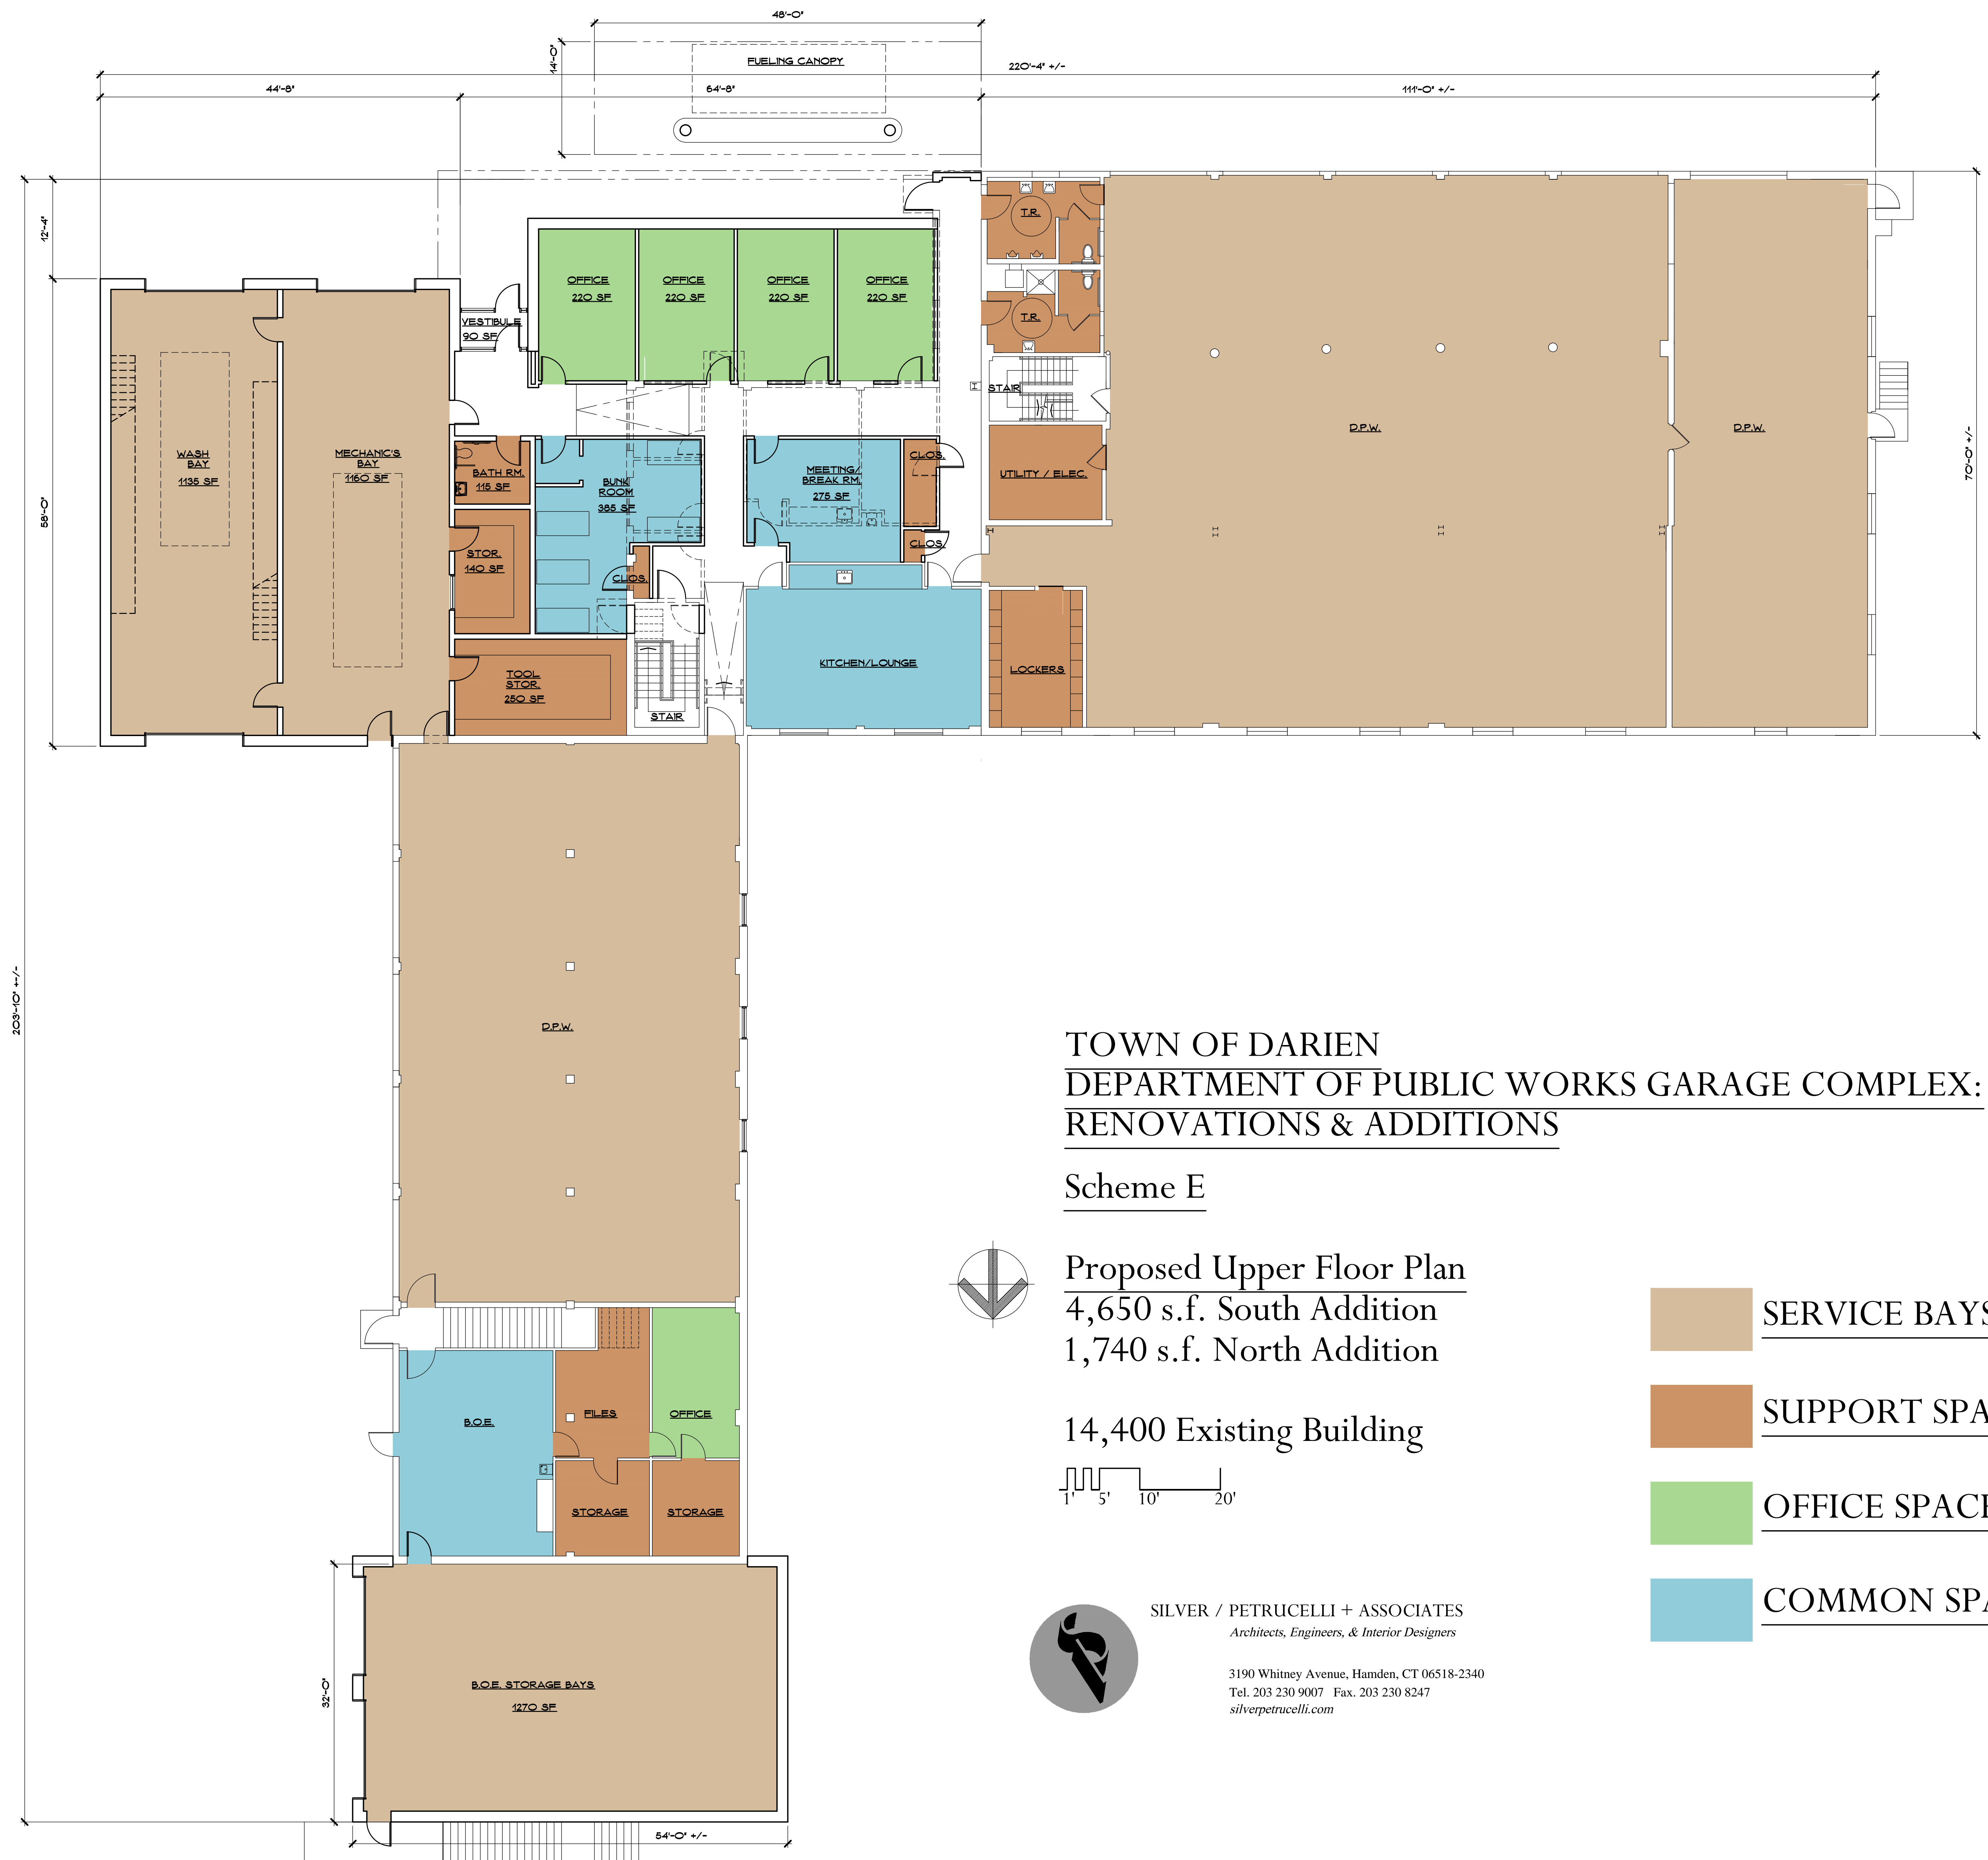 48'-0"
14'-0"
FUELING CANOPY
220'-4" +/-
44'-8"
64'-8"
111'-0" +/-
12'-4"
58'-0"
203'-10" +-/-
70'-0" +/-
T.R.
OFFICE
220 SF
OFFICE
220 SF
OFFICE
220 SF
OFFICE
220 SF
VESTIBULE
90 SF
T.R.
STAIR
WASH
BAY
1135 SF
MECHANIC'S
BAY
1160 SF
BATH RM.
115 SF
BUNK
ROOM
385 SF
MEETING/
BREAK RM.
275 SF
CLOS.
UTILITY / ELEC.
D.P.W.
D.P.W.
STOR.
140 SF
CLOS.
CLOS.
TOOL
STOR.
250 SF
STAIR
KITCHEN/LOUNGE
LOCKERS
D.P.W.
B.O.E.
FILES
OFFICE
STORAGE
STORAGE
32'-0"
B.O.E. STORAGE BAYS
1270 SF
54'-0" +/-
TOWN OF DARIEN
DEPARTMENT OF PUBLIC WORKS GARAGE COMPLEX:
RENOVATIONS & ADDITIONS
Scheme E
Proposed Upper Floor Plan
4,650 s.f. South Addition
1,740 s.f. North Addition
14,400 Existing Building
1' 5' 10' 20'
SERVICE BAYS
SUPPORT SPA
OFFICE SPACE
COMMON SPA
SILVER / PETRUCELLI + ASSOCIATES
Architects, Engineers, & Interior Designers
3190 Whitney Avenue, Hamden, CT 06518-2340
Tel. 203 230 9007 Fax. 203 230 8247
silverpetrucelli.com